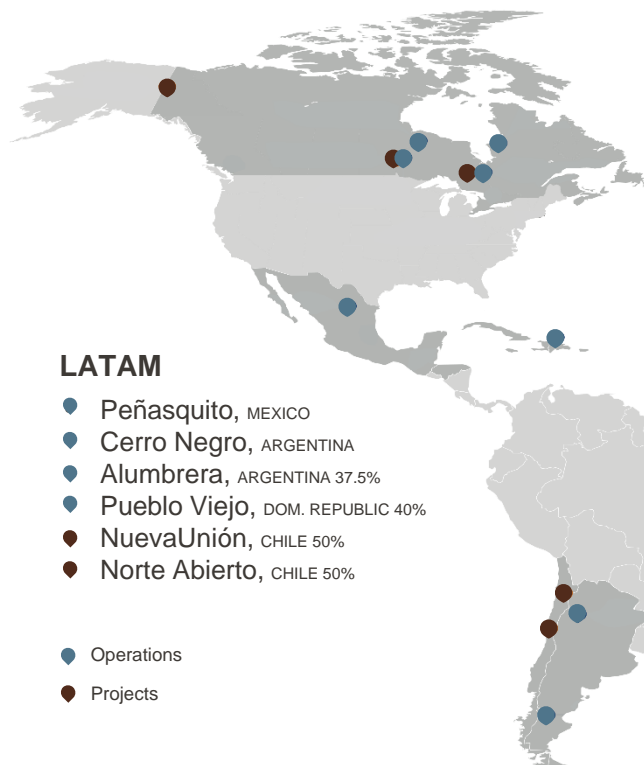 LATAM
Peñasquito, MEXICO
Cerro Negro, ARGENTINA
Alumbrera, ARGENTINA 37.5%
Pueblo Viejo, DOM. REPUBLIC 40%
NuevaUnión, CHILE 50%
Norte Abierto, CHILE 50%
Operations
Projects